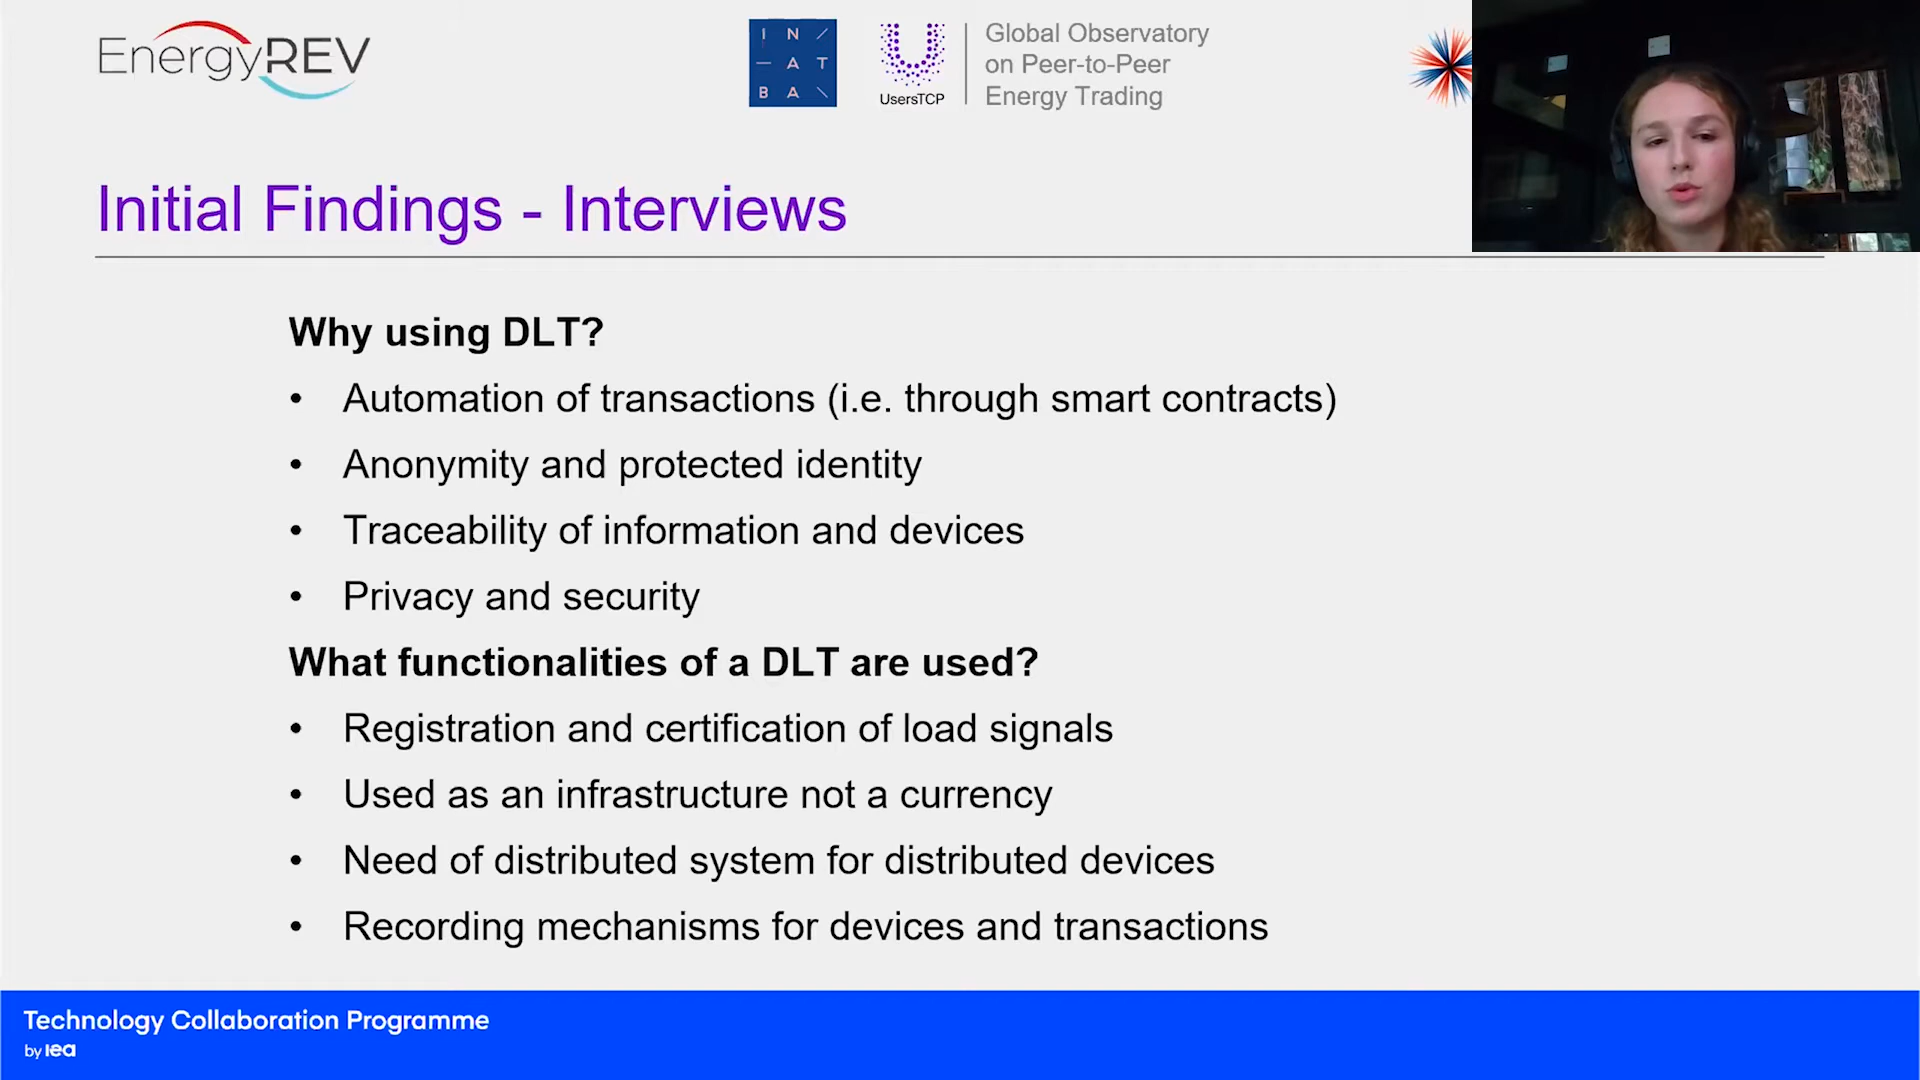 EnergyREV
I N /
— A T
B A \
UsersTCP
Global Observatory
on Peer-to-Peer
Energy Trading
Initial Findings - Interviews
Why using DLT?
• Automation of transactions (i.e. through smart contracts)
• Anonymity and protected identity
• Traceability of information and devices
• Privacy and security
What functionalities of a DLT are used?
• Registration and certification of load signals
• Used as an infrastructure not a currency
• Need of distributed system for distributed devices
• Recording mechanisms for devices and transactions
Technology Collaboration Programme
by iea